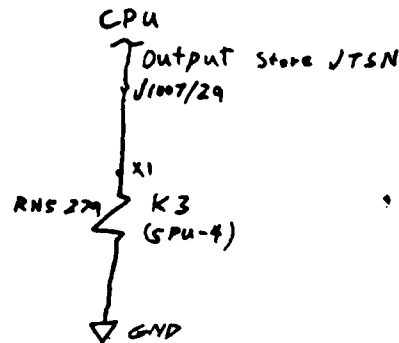 CPU
Output Store JTSN
J1007/29
X1
RNS 279 K3
(SPU-4)
GND